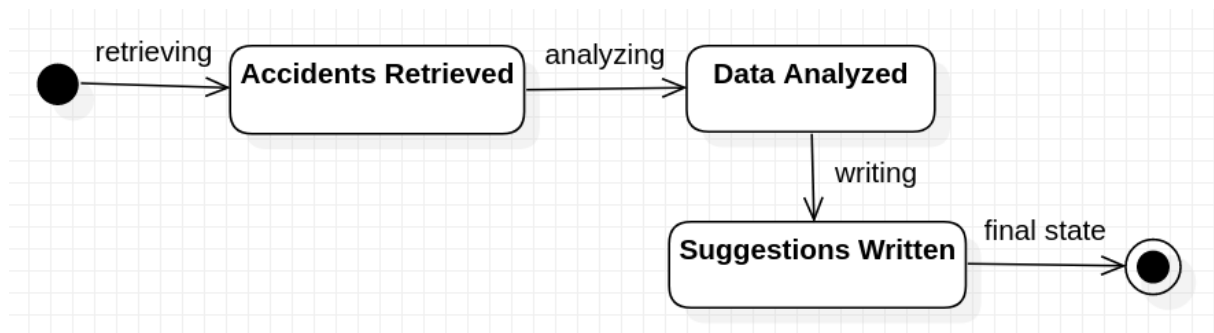 retrieving
Accidents Retrieved
analyzing
Data Analyzed
writing
Suggestions Written
final state